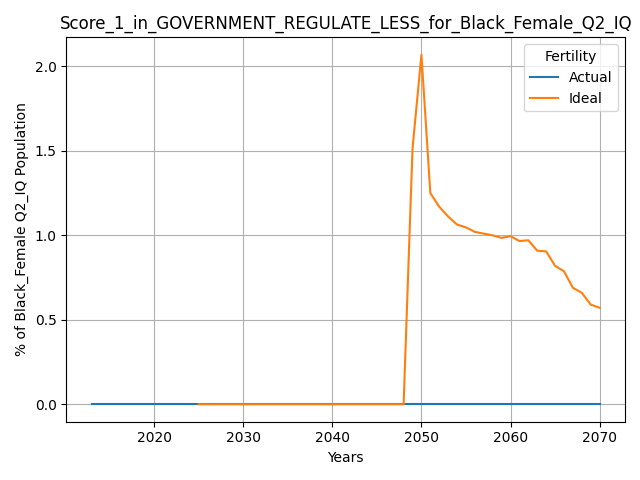 Score_1_in_GOVERNMENT_REGULATE_LESS_for_Black_Female_Q2_IQ
Fertility
Actual
Ideal
% of Black_Female Q2_IQ Population
2.0
1.5
1.0
0.5
0.0
2020 2030 2040 2050 2060 2070
Years